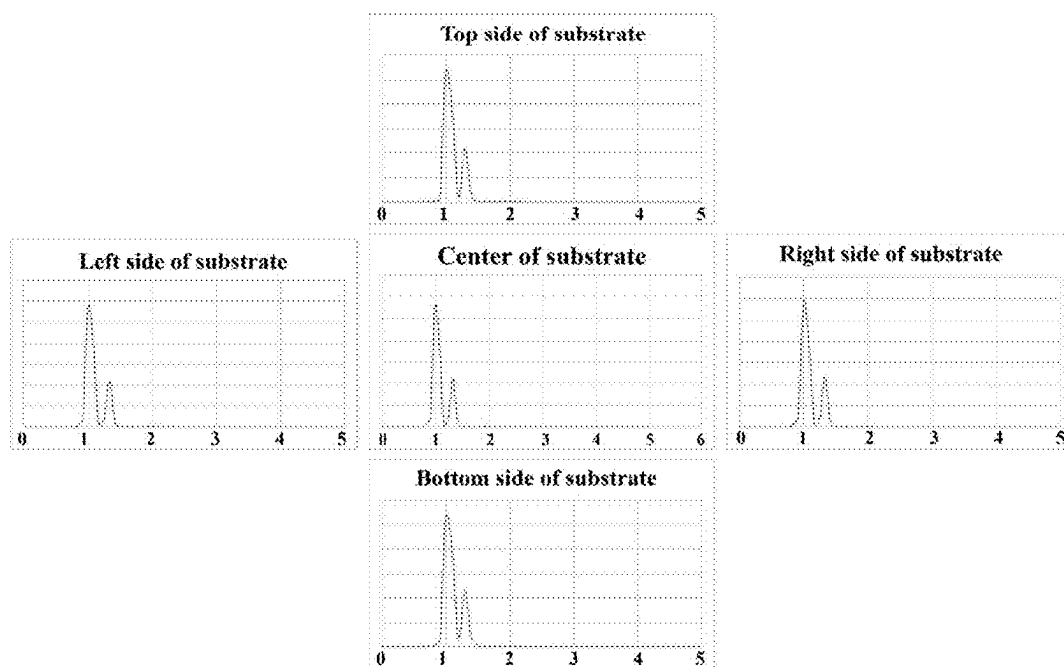 Top side of substrate
0 1 2 3 4 5
Left side of substrate
0 1 2 3 4 5
Center of substrate
0 1 2 3 4 5 6
Right side of substrate
0 1 2 3 4 5
Bottom side of substrate
0 1 2 3 4 5